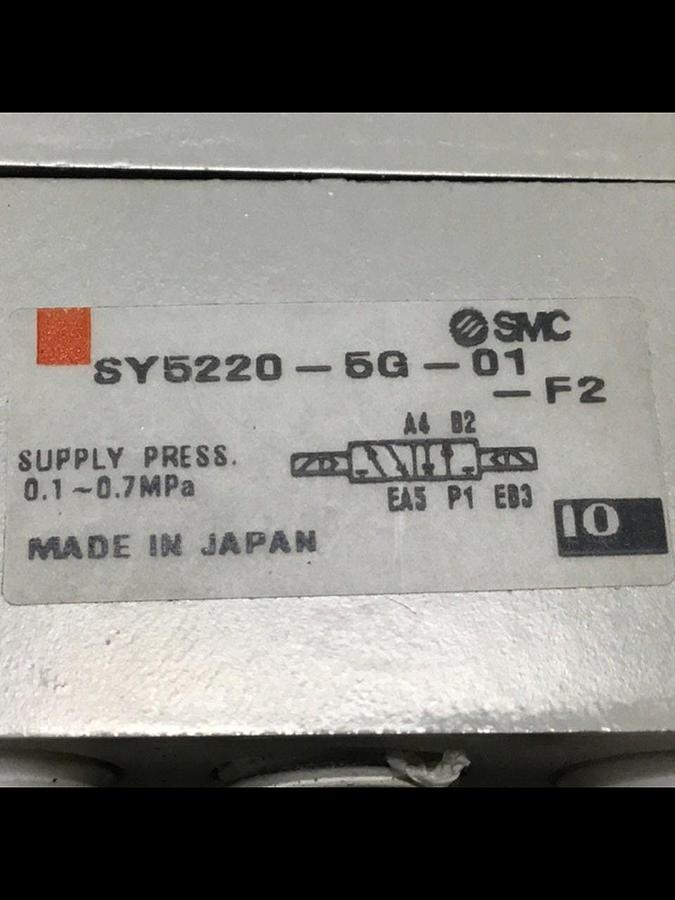 SMC
SY5220-5G-01
-F2
A4 B2
SUPPLY PRESS.
0.1~0.7MPa
EA5 P1 EB3
IO
MADE IN JAPAN